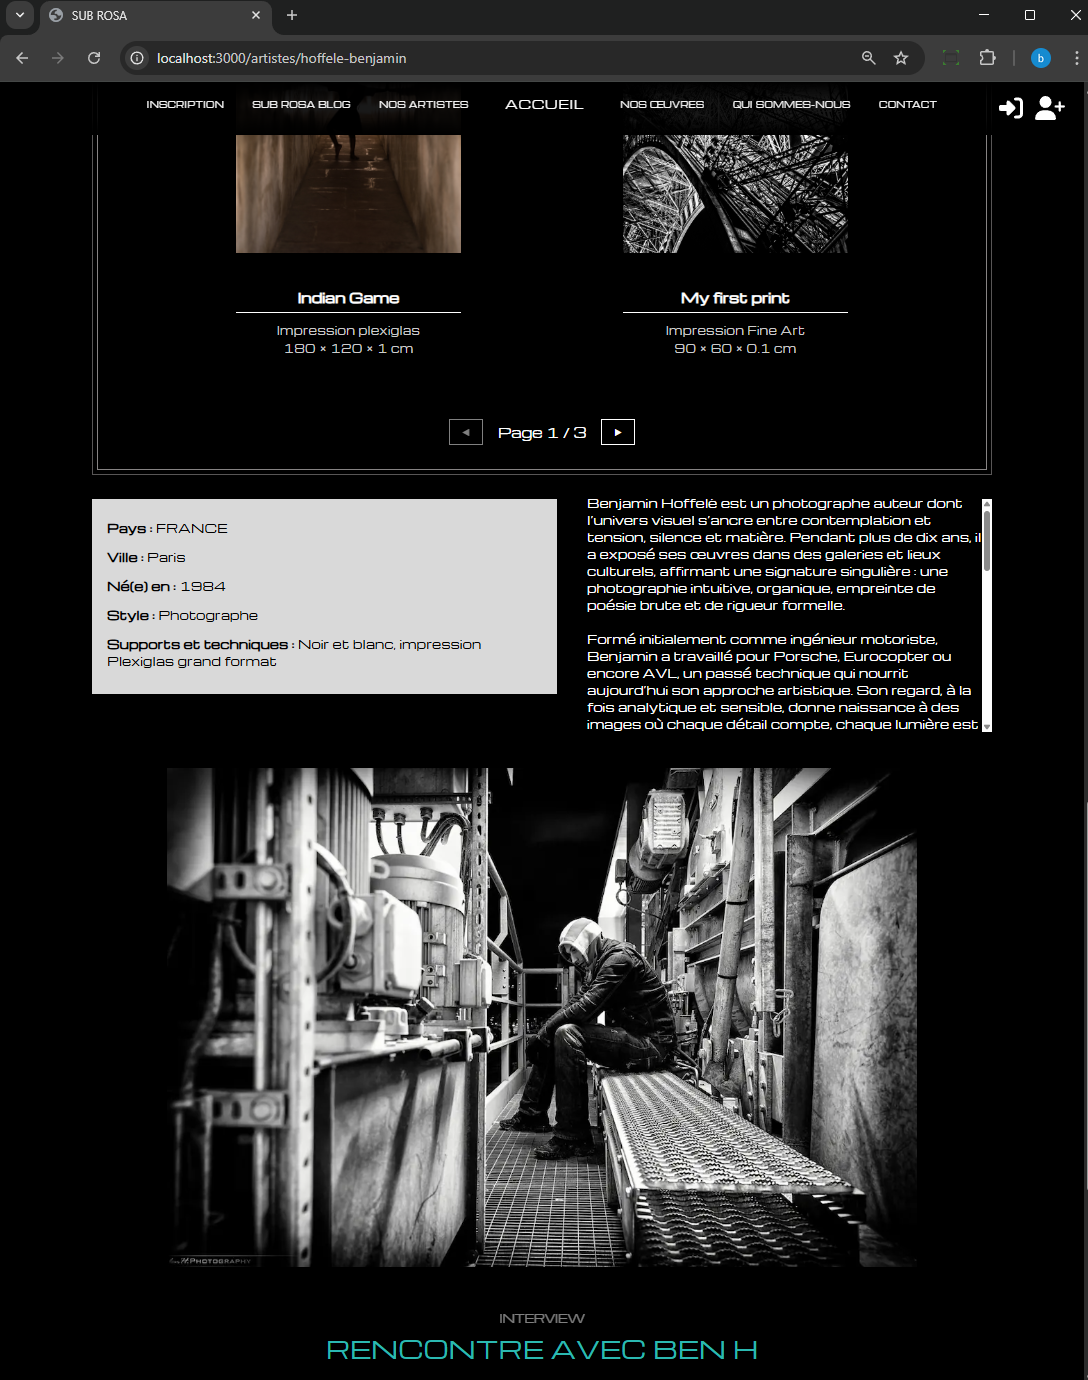 SUB ROSA
localhost:3000/artistes/hoffele-benjamin
b
INSCRIPTION SUB ROSA BLOG NOS ARTISTES ACCUEIL NOS ŒUVRES QUI SOMMES-NOUS CONTACT
Indian Game
Impression plexiglas
180 × 120 × 1 cm
My first print
Impression Fine Art
90 × 60 × 0.1 cm
Page 1 / 3
Pays : FRANCE
Ville : Paris
Né(e) en : 1984
Style : Photographe
Supports et techniques : Noir et blanc, impression
Plexiglas grand format
Benjamin Hoffelé est un photographe auteur dont
l’univers visuel s’ancre entre contemplation et
tension, silence et matière. Pendant plus de dix ans, il
a exposé ses œuvres dans des galeries et lieux
culturels, affirmant une signature singulière : une
photographie intuitive, organique, empreinte de
poésie brute et de rigueur formelle.
Formé initialement comme ingénieur motoriste,
Benjamin a travaillé pour Porsche, Eurocopter ou
encore AVL, un passé technique qui nourrit
aujourd’hui son approche artistique. Son regard, à la
fois analytique et sensible, donne naissance à des
images où chaque détail compte, chaque lumière est
PHOTOGRAPHY
INTERVIEW
RENCONTRE AVEC BEN H